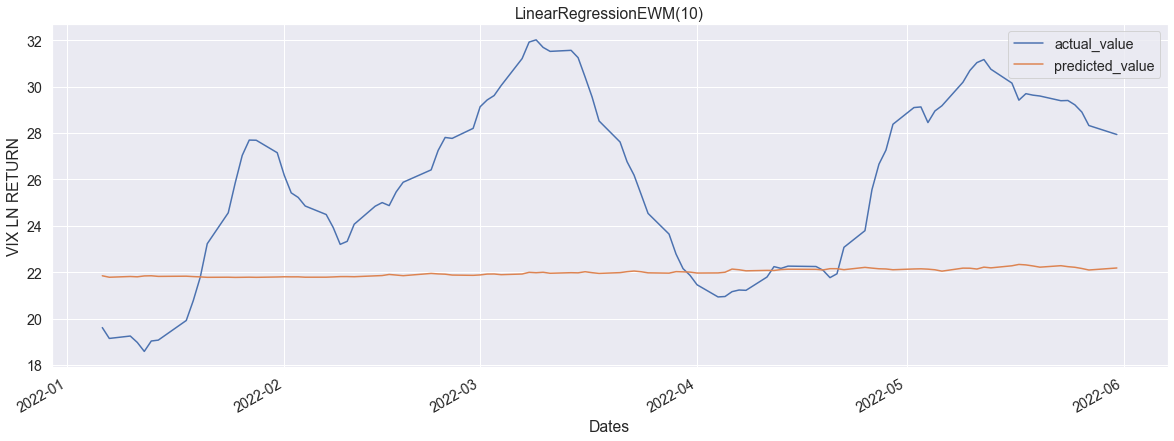 LinearRegressionEWM(10)
actual_value
predicted_value
VIX LN RETURN
32
30
28
26
24
22
20
18
2022-01
2022-02
2022-03
2022-04
2022-05
2022-06
Dates